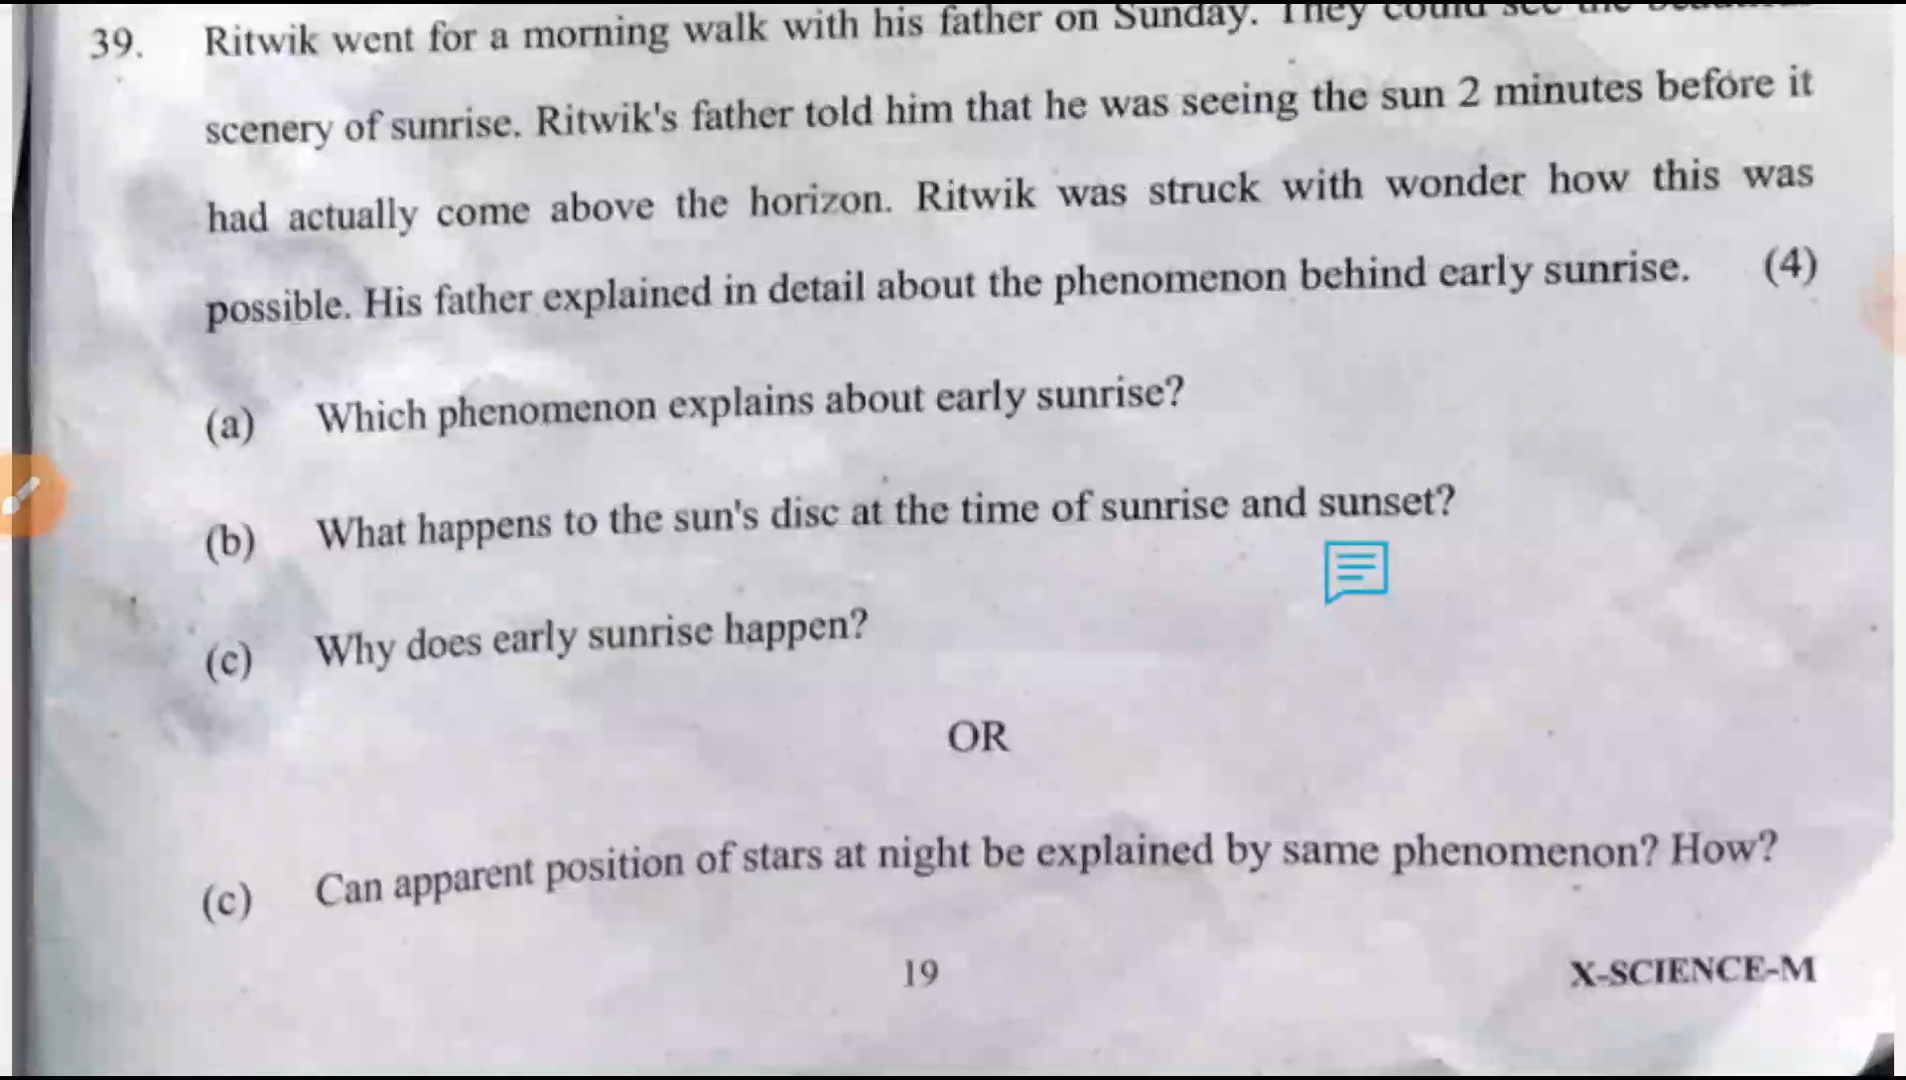 39. Ritwik went for a morning walk with his father on Sunday. They could see the
scenery of sunrise. Ritwik's father told him that he was seeing the sun 2 minutes before it
had actually come above the horizon. Ritwik was struck with wonder how this was
possible. His father explained in detail about the phenomenon behind early sunrise. (4)
(a) Which phenomenon explains about early sunrise?
(b) What happens to the sun's disc at the time of sunrise and sunset?
(c) Why does early sunrise happen?
OR
(c) Can apparent position of stars at night be explained by same phenomenon? How?
19 X-SCIENCE-M